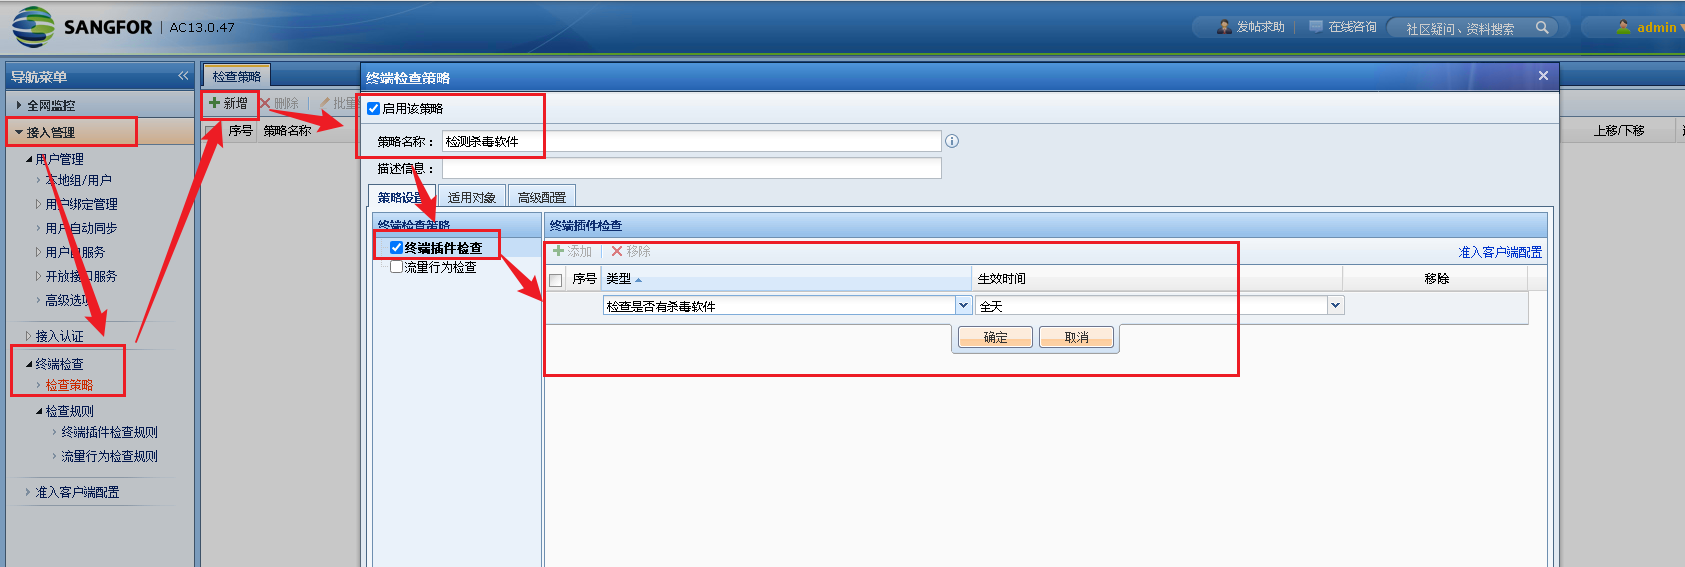 SANGFOR | AC13.0.47
发帖求助
在线咨询
社区疑问、资料搜索
admin
导航菜单
全网监控
接入管理
用户管理
本地组/用户
用户绑定管理
用户自动同步
用户自服务
开放接口服务
高级选项
接入认证
终端检查
检查策略
检查规则
终端插件检查规则
流量行为检查规则
准入客户端配置
检查策略
新增 删除 批量
序号 策略名称
上移/下移
终端检查策略
启用该策略
策略名称： 检测杀毒软件
描述信息：
策略设置 适用对象 高级配置
终端检查策略
终端插件检查
流量行为检查
终端插件检查
添加 移除 准入客户端配置
序号 类型 生效时间 移除
检查是否有杀毒软件 全天
确定 取消